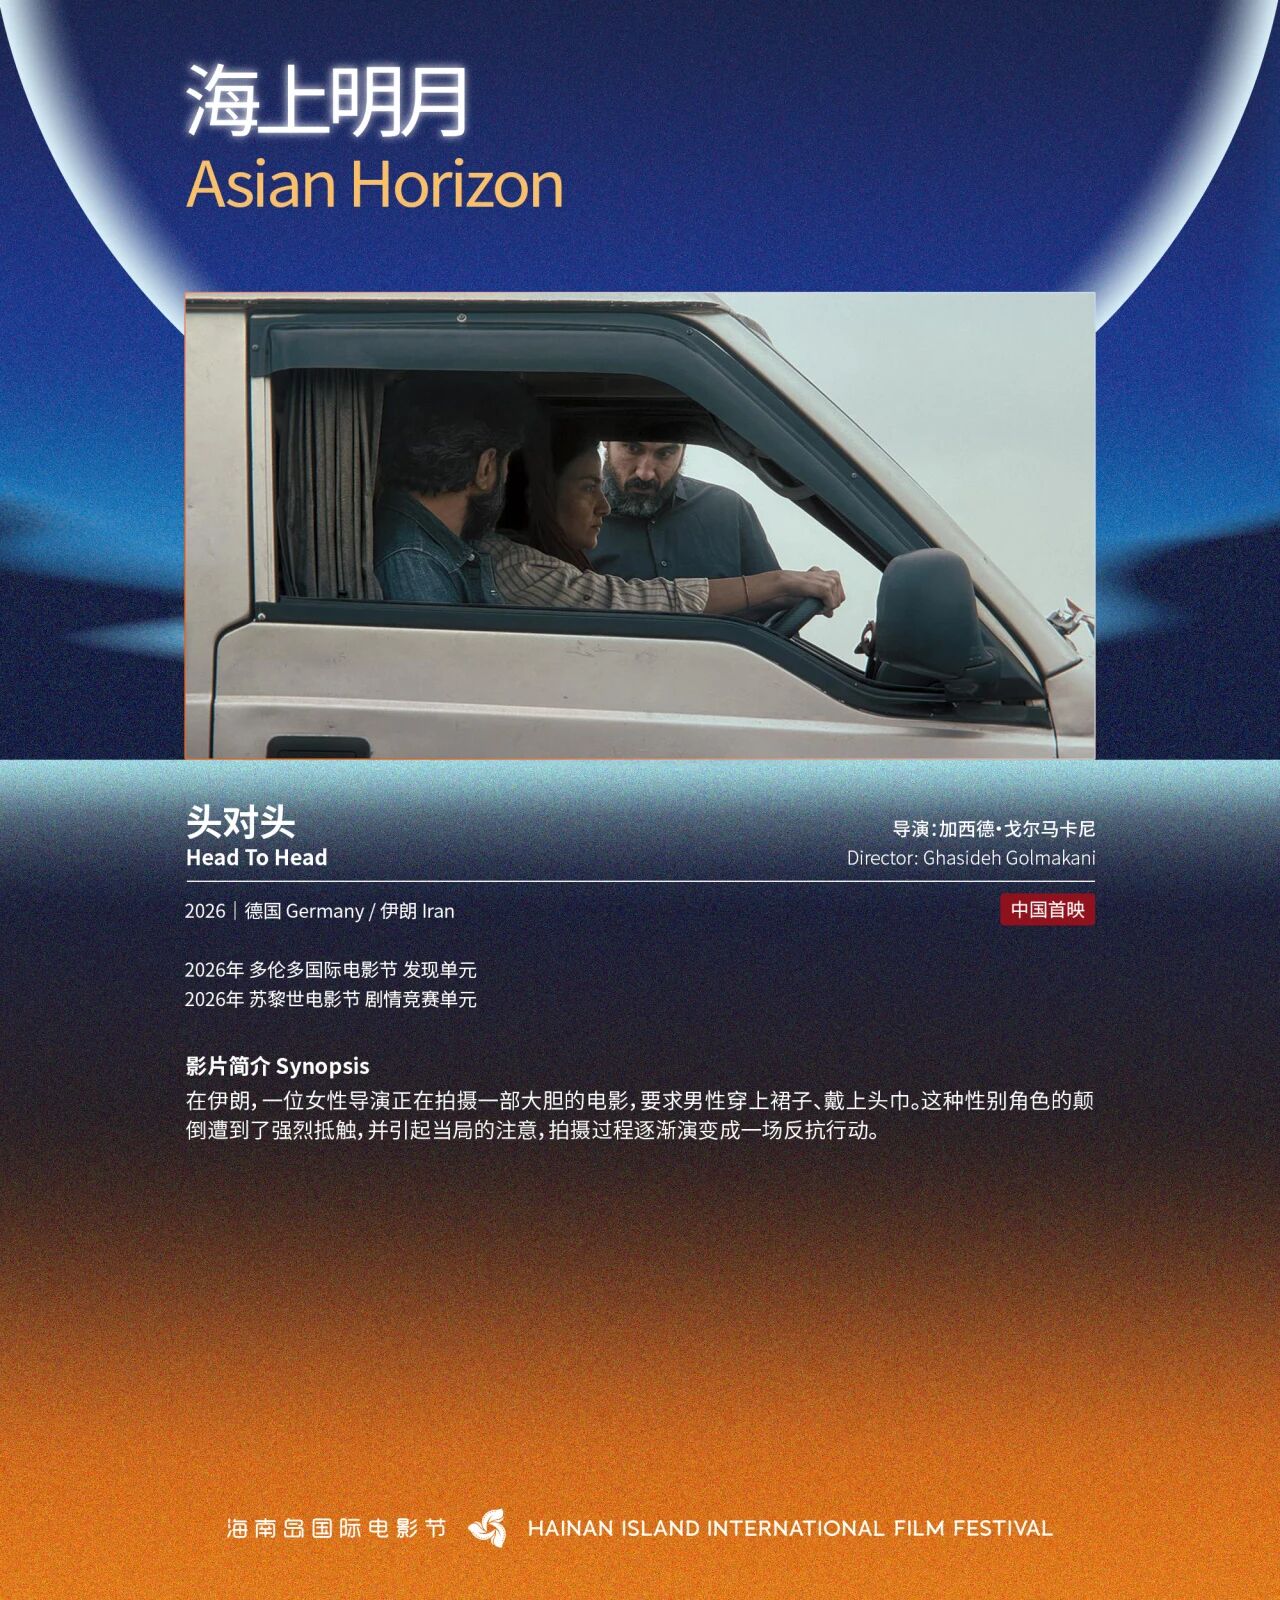 海上明月
Asian Horizon
头对头
Head To Head
导演：加西德・戈尔马卡尼
Director: Ghasideh Golmakani
2026｜德国 Germany / 伊朗 Iran
中国首映
2026年 多伦多国际电影节 发现单元
2026年 苏黎世电影节 剧情竞赛单元
影片简介 Synopsis
在伊朗，一位女性导演正在拍摄一部大胆的电影，要求男性穿上裙子、戴上头巾。这种性别角色的颠
倒遭到了强烈抵触，并引起当局的注意，拍摄过程逐渐演变成一场反抗行动。
海南岛国际电影节 HAINAN ISLAND INTERNATIONAL FILM FESTIVAL